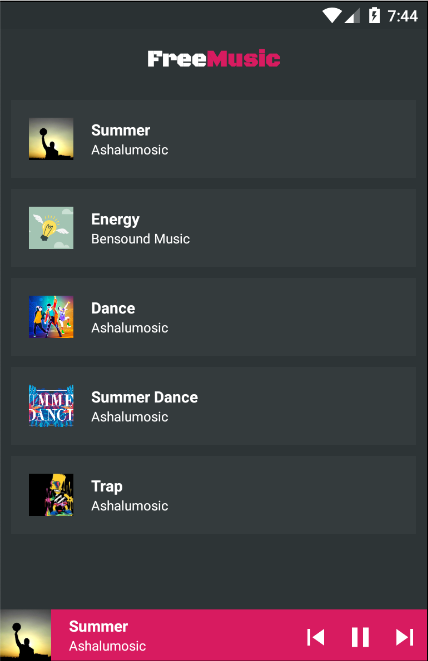 7:44
FreeMusic
Summer
Ashalumosic
Energy
Bensound Music
Dance
Ashalumosic
UMME
DANCE
Summer Dance
Ashalumosic
Trap
Ashalumosic
Summer
Ashalumosic